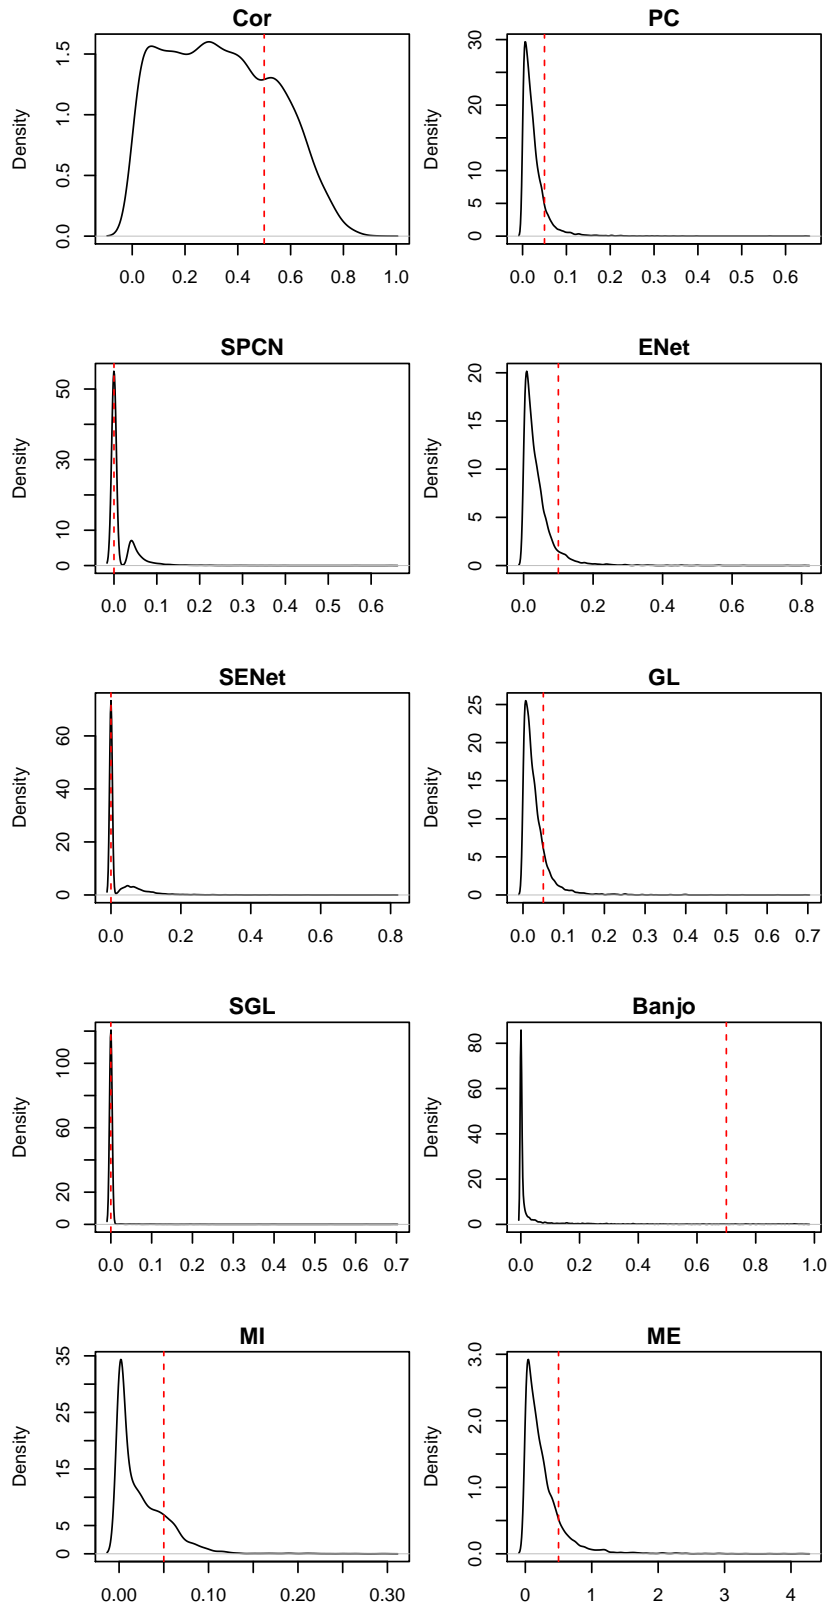 Cor
Density
0.0 0.5 1.0 1.5
0.0 0.2 0.4 0.6 0.8 1.0
PC
Density
0 5 10 20 30
0.0 0.1 0.2 0.3 0.4 0.5 0.6
SPCN
Density
0 10 30 50
0.0 0.1 0.2 0.3 0.4 0.5 0.6
ENet
Density
0 5 10 15 20
0.0 0.2 0.4 0.6 0.8
SENet
Density
0 20 40 60
0.0 0.2 0.4 0.6 0.8
GL
Density
0 5 10 15 20 25
0.0 0.1 0.2 0.3 0.4 0.5 0.6 0.7
SGL
Density
0 20 60 100
0.0 0.1 0.2 0.3 0.4 0.5 0.6 0.7
Banjo
Density
0 20 40 60 80
0.0 0.2 0.4 0.6 0.8 1.0
MI
Density
0 5 15 25 35
0.00 0.10 0.20 0.30
ME
Density
0.0 1.0 2.0 3.0
0 1 2 3 4